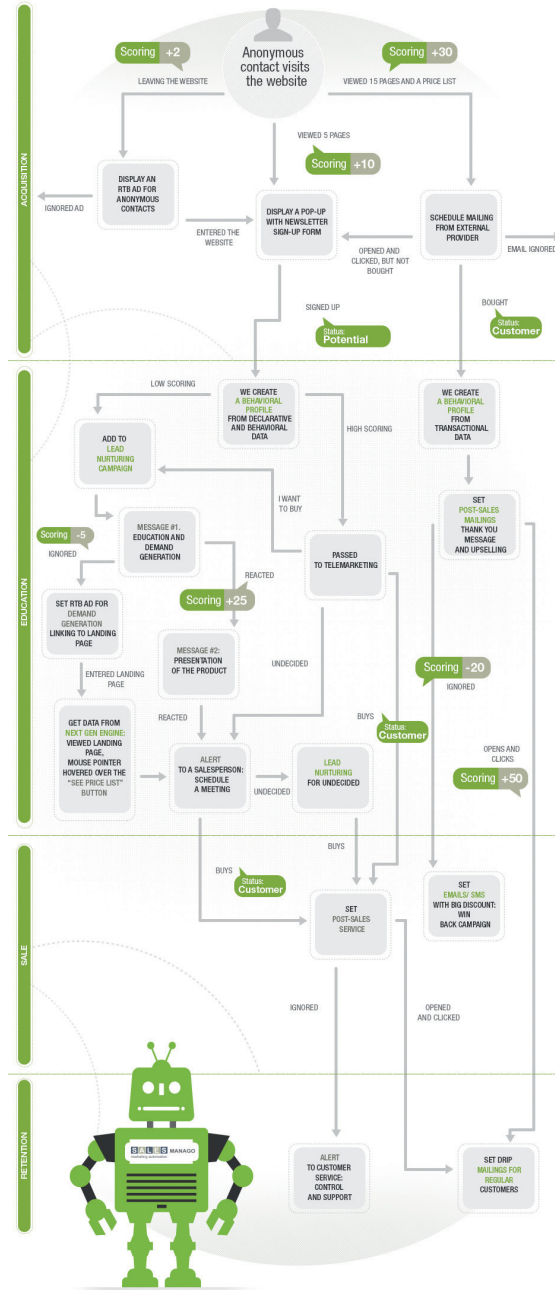 Scoring +2
Scoring +30
Anonymous
contact visits
the website
LEAVING THE WEBSITE
VIEWED 15 PAGES AND A PRICE LIST
ACQUISITION
VIEWED 5 PAGES
Scoring +10
DISPLAY AN
RTB AD FOR
ANONYMOUS
CONTACTS
IGNORED AD
ENTERED THE
WEBSITE
DISPLAY A POP-UP
WITH NEWSLETTER
SIGN-UP FORM
OPENED AND
CLICKED, BUT NOT
BOUGHT
SCHEDULE MAILING
FROM EXTERNAL
PROVIDER
EMAIL IGNORED
SIGNED UP
Status:
Potential
BOUGHT
Status:
Customer
EDUCATION
LOW SCORING
WE CREATE
A BEHAVIORAL
PROFILE
FROM DECLARATIVE
AND BEHAVIORAL
DATA
HIGH SCORING
WE CREATE
A BEHAVIORAL
PROFILE
FROM
TRANSACTIONAL
DATA
ADD TO
LEAD
NURTURING
CAMPAIGN
I WANT
TO BUY
SET
POST-SALES
MAILINGS
THANK YOU
MESSAGE
AND UPSELLING
Scoring -5
IGNORED
MESSAGE #1.
EDUCATION AND
DEMAND
GENERATION
PASSED
TO TELEMARKETING
REACTED
Scoring +25
SET RTB AD FOR
DEMAND
GENERATION
LINKING TO LANDING
PAGE
MESSAGE #2:
PRESENTATION
OF THE PRODUCT
UNDECIDED
Scoring -20
IGNORED
ENTERED LANDING
PAGE
REACTED
BUYS
Status:
Customer
GET DATA FROM
NEXT GEN ENGINE:
VIEWED LANDING
PAGE,
MOUSE POINTER
HOVERED OVER THE
"SEE PRICE LIST"
BUTTON
ALERT
TO A SALESPERSON:
SCHEDULE
A MEETING
UNDECIDED
LEAD
NURTURING
FOR UNDECIDED
OPENS AND
CLICKS
Scoring +50
SALE
BUYS
Status:
Customer
BUYS
SET
POST-SALES
SERVICE
SET
EMAILS/ SMS
WITH BIG DISCOUNT:
WIN
BACK CAMPAIGN
IGNORED
OPENED
AND CLICKED
RETENTION
SALES MANAGO
marketing automation
ALERT
TO CUSTOMER
SERVICE:
CONTROL
AND SUPPORT
SET DRIP
MAILINGS FOR
REGULAR
CUSTOMERS